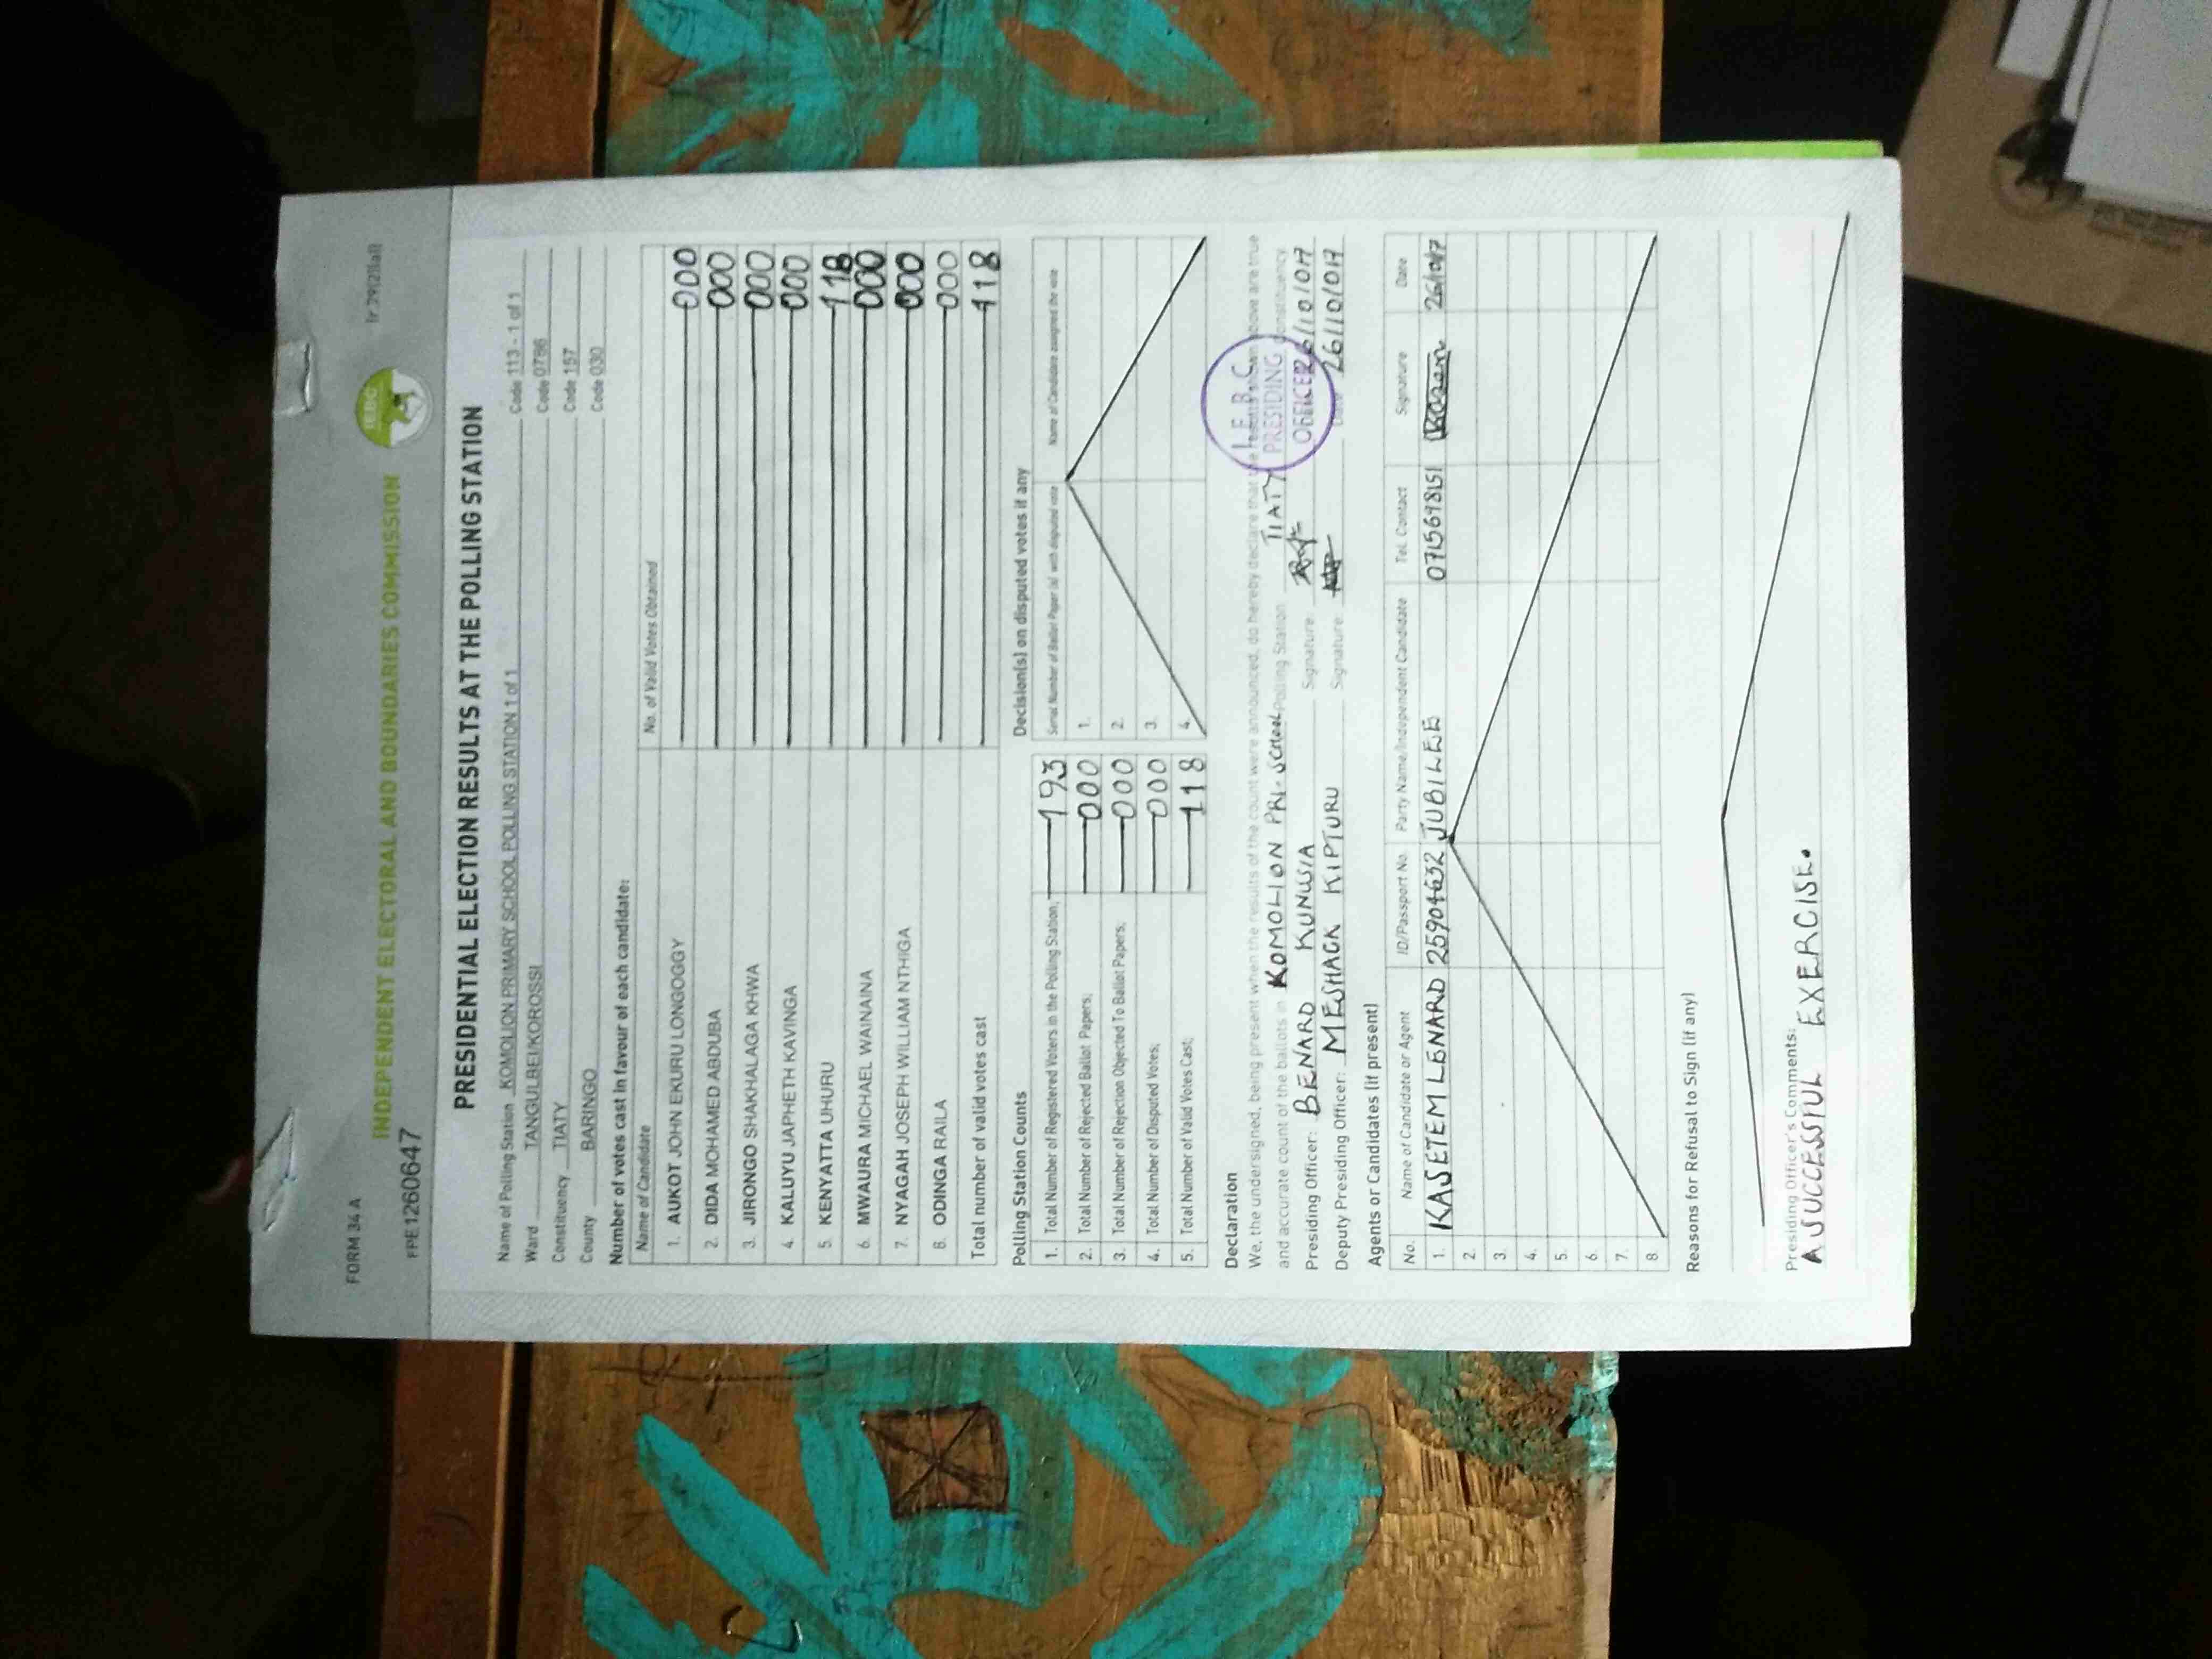 FORM 34 A
INDEPENDENT ELECTORAL AND BOUNDARIES COMMISSION
IEBC
FPE1260647
PRESIDENTIAL ELECTION RESULTS AT THE POLLING STATION
Name of Polling Station KOMOLION PRIMARY SCHOOL POLLING STATION 1 of 1 Code 113 - 1 of 1
Ward TANGULBEI/KOROSSI Code 0786
Constituency TIATY Code 157
County BARINGO Code 030
Number of votes cast in favour of each candidate:
Name of Candidate No. of Valid Votes Obtained
1. AUKOT JOHN EKURU LONGOGGY 000
2. DIDA MOHAMED ABDUBA 000
3. JIRONGO SHAKHALAGA KHWA 000
4. KALUYU JAPHETH KAVINGA 000
5. KENYATTA UHURU 118
6. MWAURA MICHAEL WAINAINA 000
7. NYAGAH JOSEPH WILLIAM NTHIGA 000
8. ODINGA RAILA 000
Total number of valid votes cast 118
Polling Station Counts
1. Total Number of Registered Voters in the Polling Station; 193
2. Total Number of Rejected Ballot Papers; 000
3. Total Number of Rejection Objected To Ballot Papers; 000
4. Total Number of Disputed Votes; 000
5. Total Number of Valid Votes Cast; 118
Decision(s) on disputed votes if any
Serial Number of Ballot Paper (s) with disputed vote Name of Candidate assigned the vote
1.
2.
3.
4.
Declaration
We, the undersigned, being present when the results of the count were announced, do hereby declare that the results shown above are true
and accurate count of the ballots in KOMOLION PRI- SCHOOL Polling Station TIATY Constituency
Presiding Officer: BENARD KUNUSIA Signature: 26/10/017
Deputy Presiding Officer: MESHACK KIPTURU Signature: 26/10/017
I.E.B.C.
PRESIDING
OFFICER
Agents or Candidates (if present)
No. Name of Candidate or Agent ID/Passport No. Party Name/Independent Candidate Tel. Contact Signature Date
1. KASETEM LENARD 25904632 JUBILEE 0715698151 26/10/17
2
3.
4.
5.
6
7.
8.
Reasons for Refusal to Sign (if any)
Presiding Officer's Comments:
A SUCCESSFUL EXERCISE.